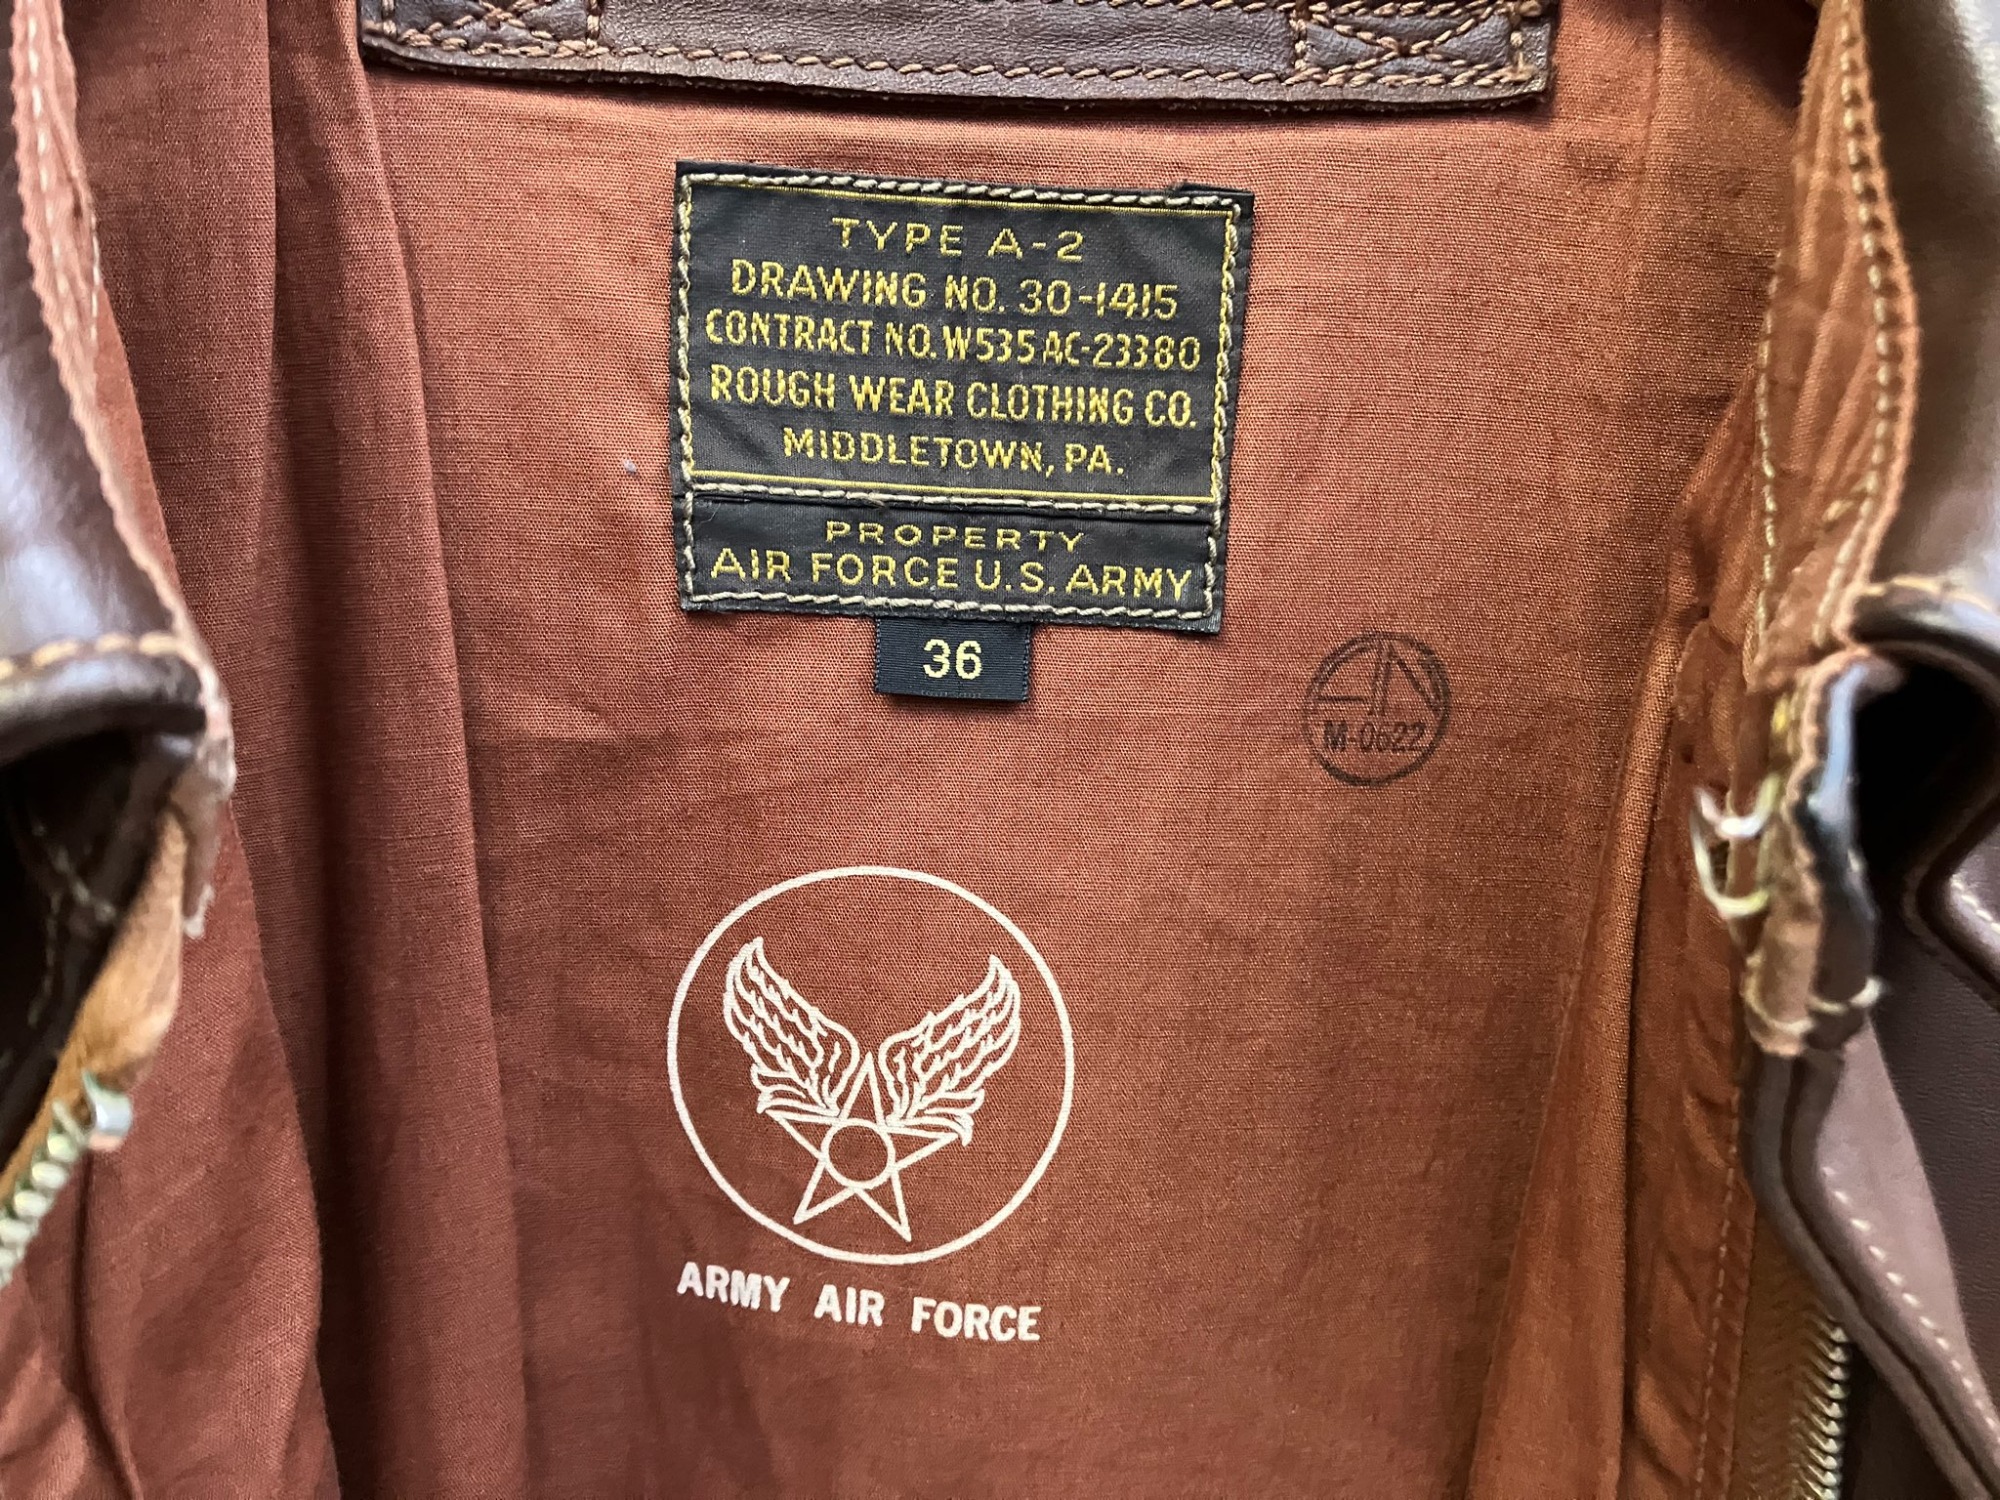 TYPE A-2
DRAWING NO. 30-1415
CONTRACT NO. W535 AC-23380
ROUGH WEAR CLOTHING CO.
MIDDLETOWN, PA.
PROPERTY
AIR FORCE U.S. ARMY
36
AN
M-0622
ARMY AIR FORCE